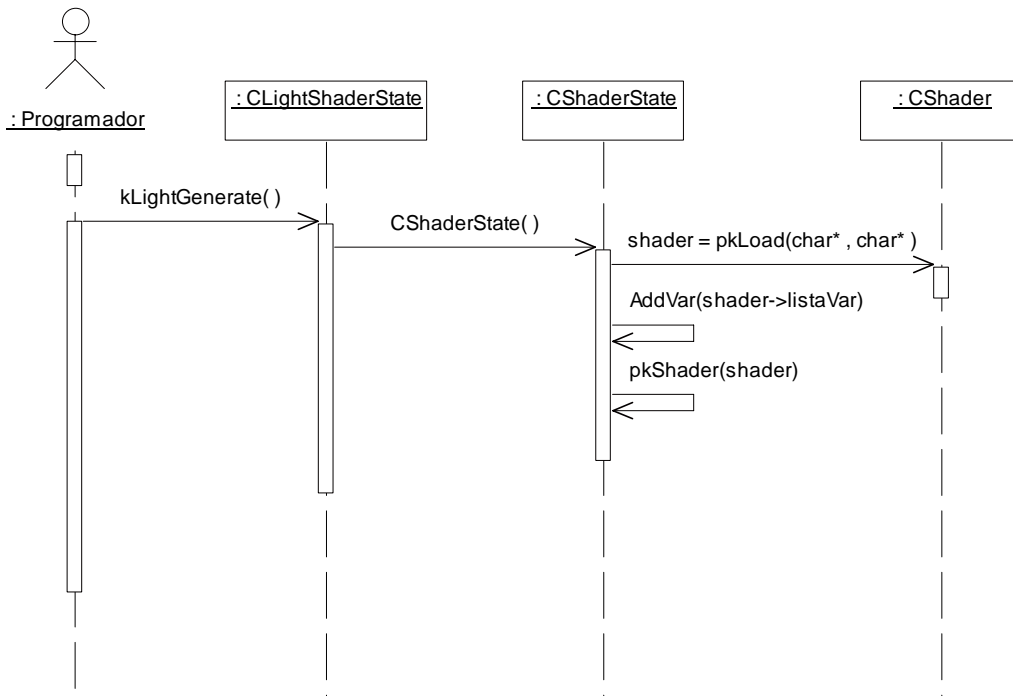 : Programador
: CLightShaderState
: CShaderState
: CShader
kLightGenerate( )
CShaderState( )
shader = pkLoad(char* , char* )
AddVar(shader->listaVar)
pkShader(shader)